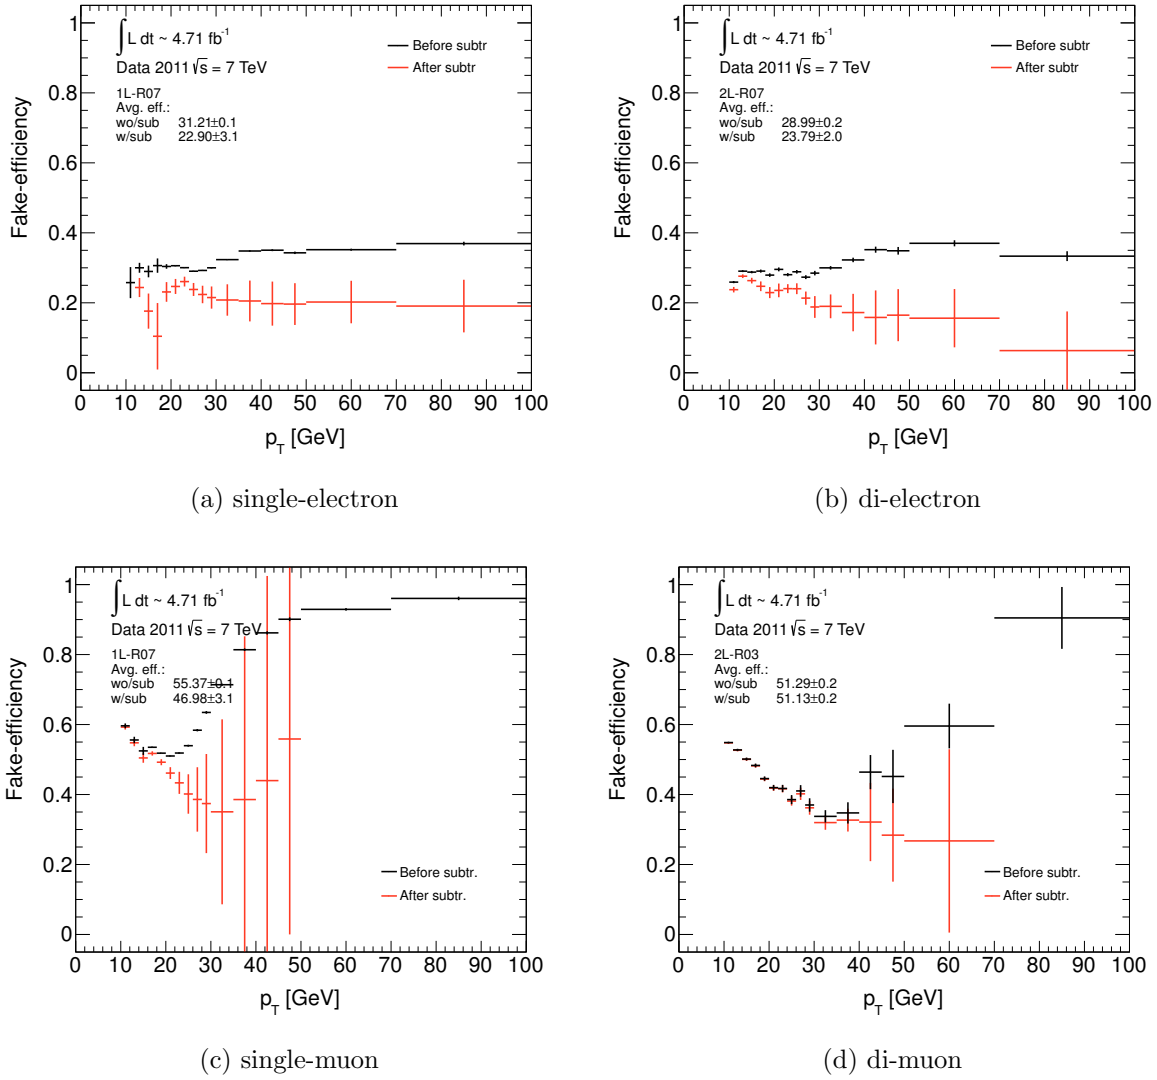 ∫ L dt ~ 4.71 fb⁻¹
Data 2011 √s = 7 TeV
1L-R07
Avg. eff.:
wo/sub 31.21±0.1
w/sub 22.90±3.1
Before subtr
After subtr
Fake-efficiency
1
0.8
0.6
0.4
0.2
0
0 10 20 30 40 50 60 70 80 90 100
p_T [GeV]
(a) single-electron
∫ L dt ~ 4.71 fb⁻¹
Data 2011 √s = 7 TeV
2L-R07
Avg. eff.:
wo/sub 28.99±0.2
w/sub 23.79±2.0
Before subtr
After subtr
Fake-efficiency
1
0.8
0.6
0.4
0.2
0
0 10 20 30 40 50 60 70 80 90 100
p_T [GeV]
(b) di-electron
∫ L dt ~ 4.71 fb⁻¹
Data 2011 √s = 7 TeV
1L-R07
Avg. eff.:
wo/sub 55.37±0.1
w/sub 46.98±3.1
Before subtr.
After subtr.
Fake-efficiency
1
0.8
0.6
0.4
0.2
0
0 10 20 30 40 50 60 70 80 90 100
p_T [GeV]
(c) single-muon
∫ L dt ~ 4.71 fb⁻¹
Data 2011 √s = 7 TeV
2L-R03
Avg. eff.:
wo/sub 51.29±0.2
w/sub 51.13±0.2
Before subtr.
After subtr.
Fake-efficiency
1
0.8
0.6
0.4
0.2
0
0 10 20 30 40 50 60 70 80 90 100
p_T [GeV]
(d) di-muon